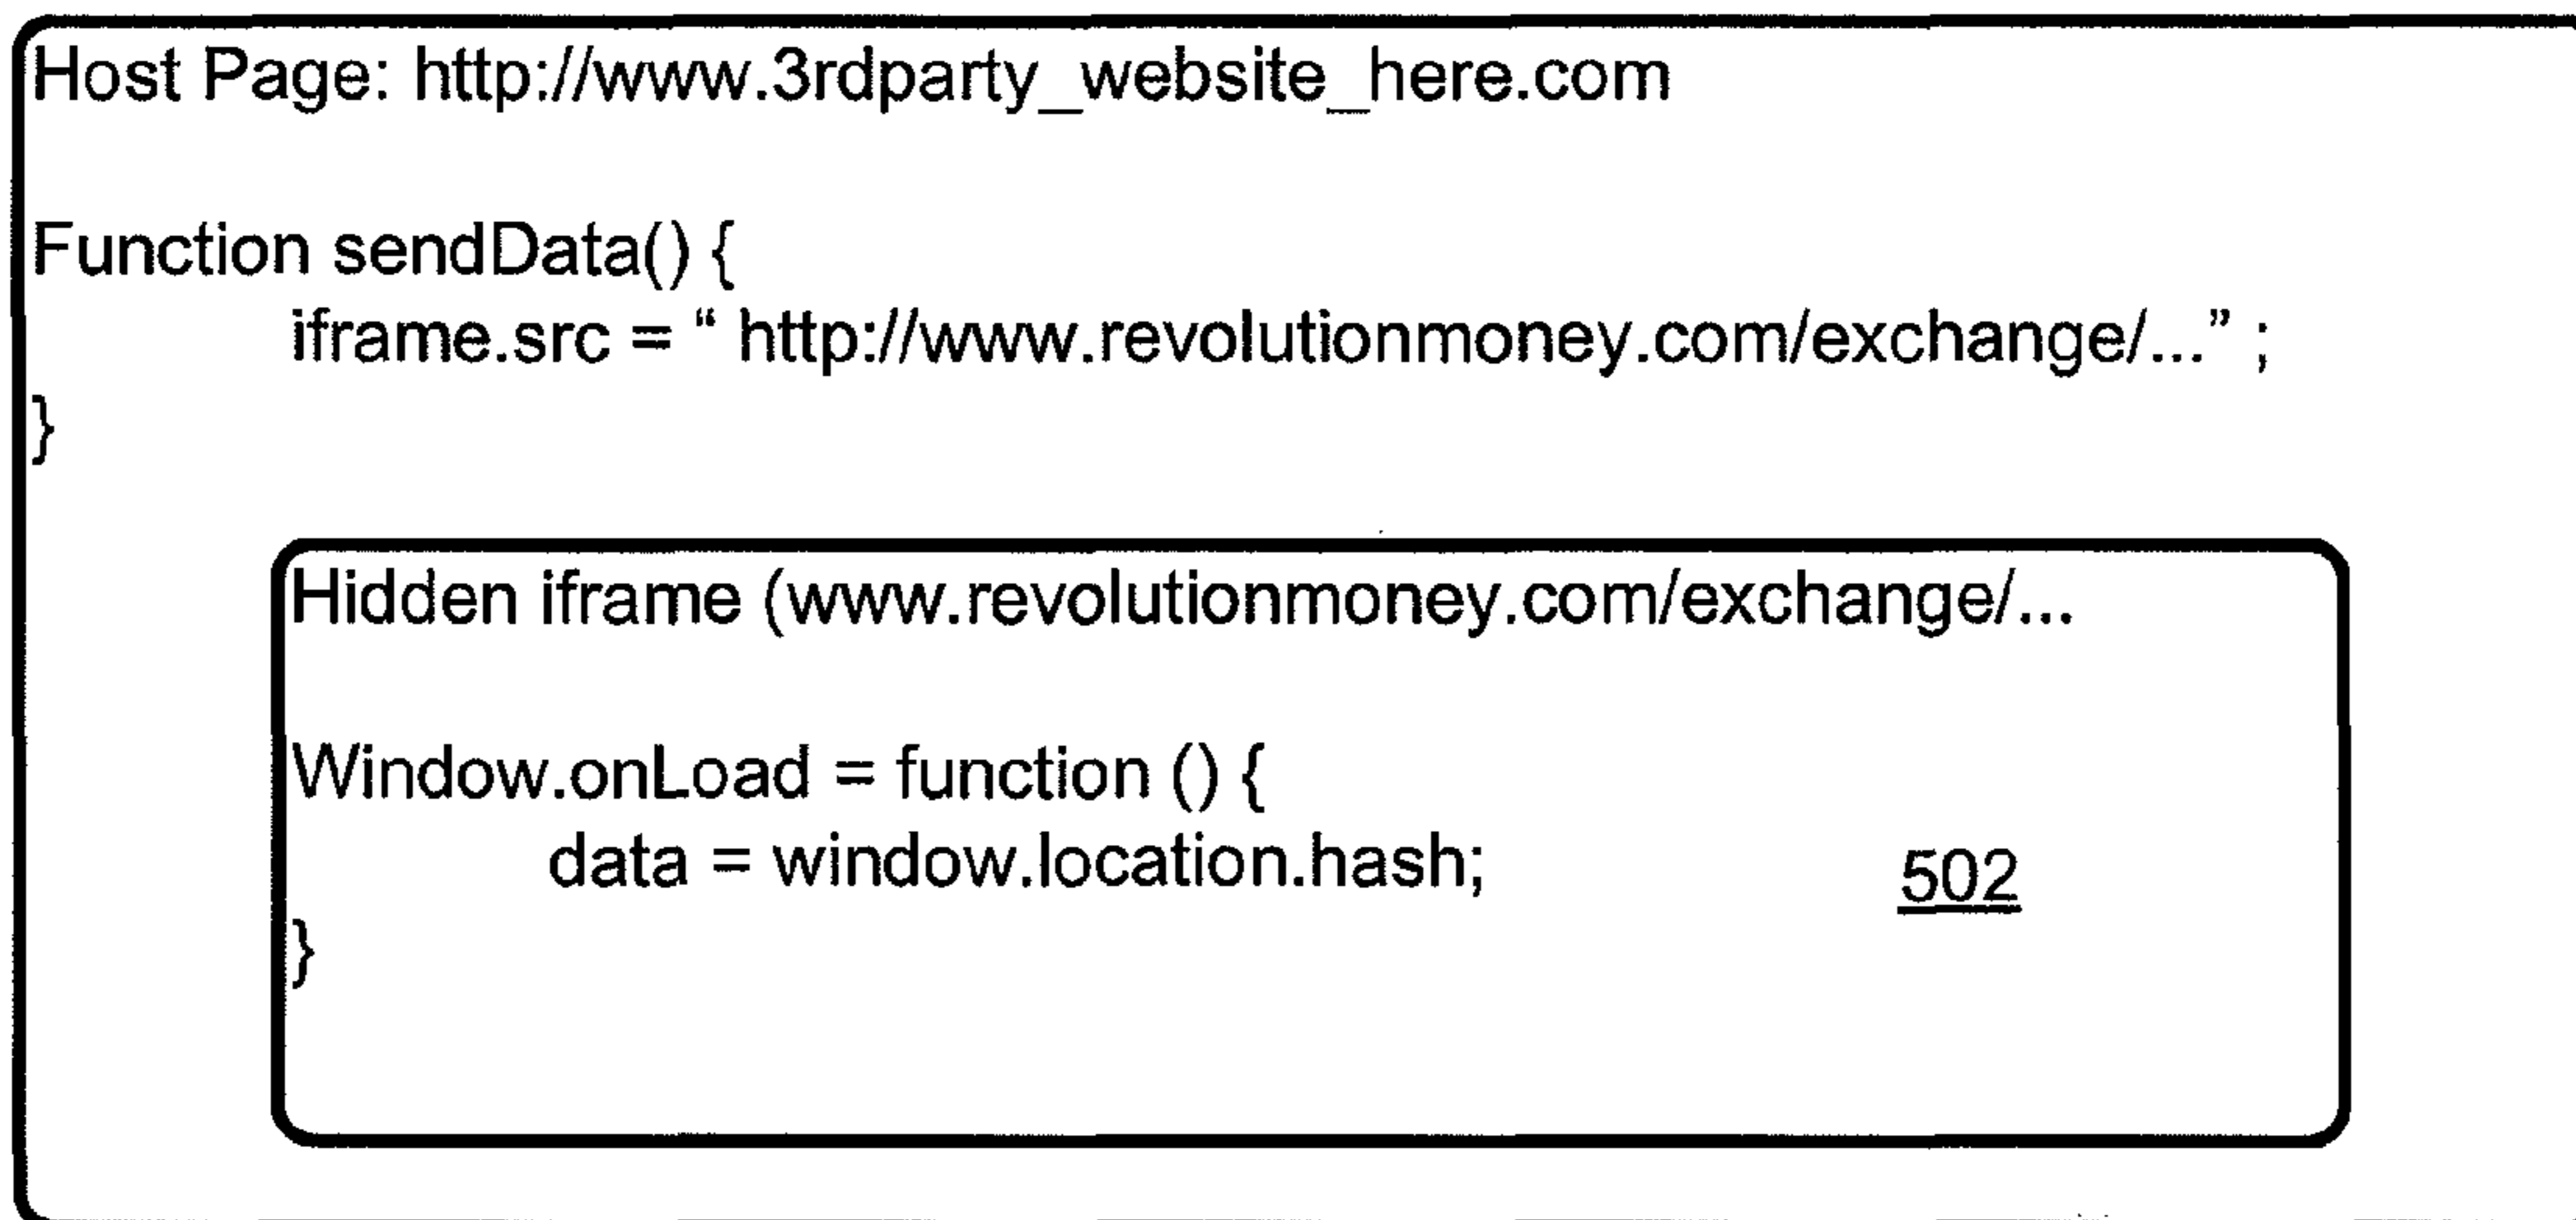 Host Page: http://www.3rdparty_website_here.com
Function sendData() {
iframe.src = “ http://www.revolutionmoney.com/exchange/...” ;
}
Hidden iframe (www.revolutionmoney.com/exchange/...
Window.onLoad = function () {
data = window.location.hash;
502
}